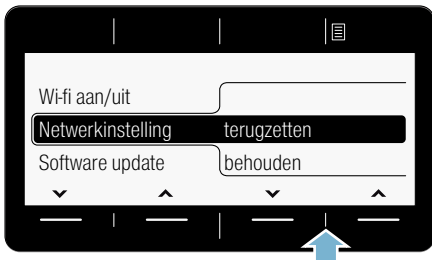 Wi-fi aan/uit
Netwerkinstelling terugzetten
Software update behouden